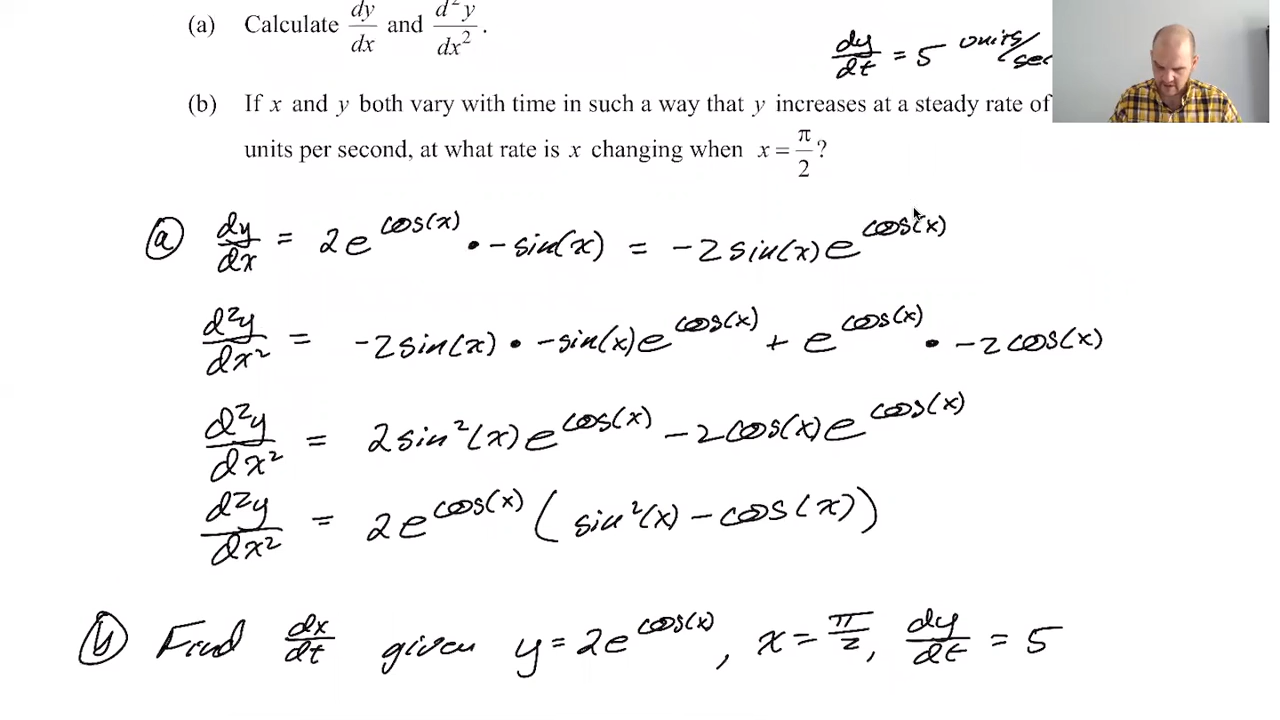 (a) Calculate dy/dx and d²y/dx².
dy/dt = 5 units/sec
(b) If x and y both vary with time in such a way that y increases at a steady rate of
units per second, at what rate is x changing when x = π/2?
ⓐ dy/dx = 2e^cos(x) • -sin(x) = -2sin(x)e^cos(x)
d²y/dx² = -2sin(x) • -sin(x)e^cos(x) + e^cos(x) • -2cos(x)
d²y/dx² = 2sin²(x)e^cos(x) - 2cos(x)e^cos(x)
d²y/dx² = 2e^cos(x) (sin²(x) - cos(x))
ⓑ Find dx/dt given y = 2e^cos(x), x = π/2, dy/dt = 5